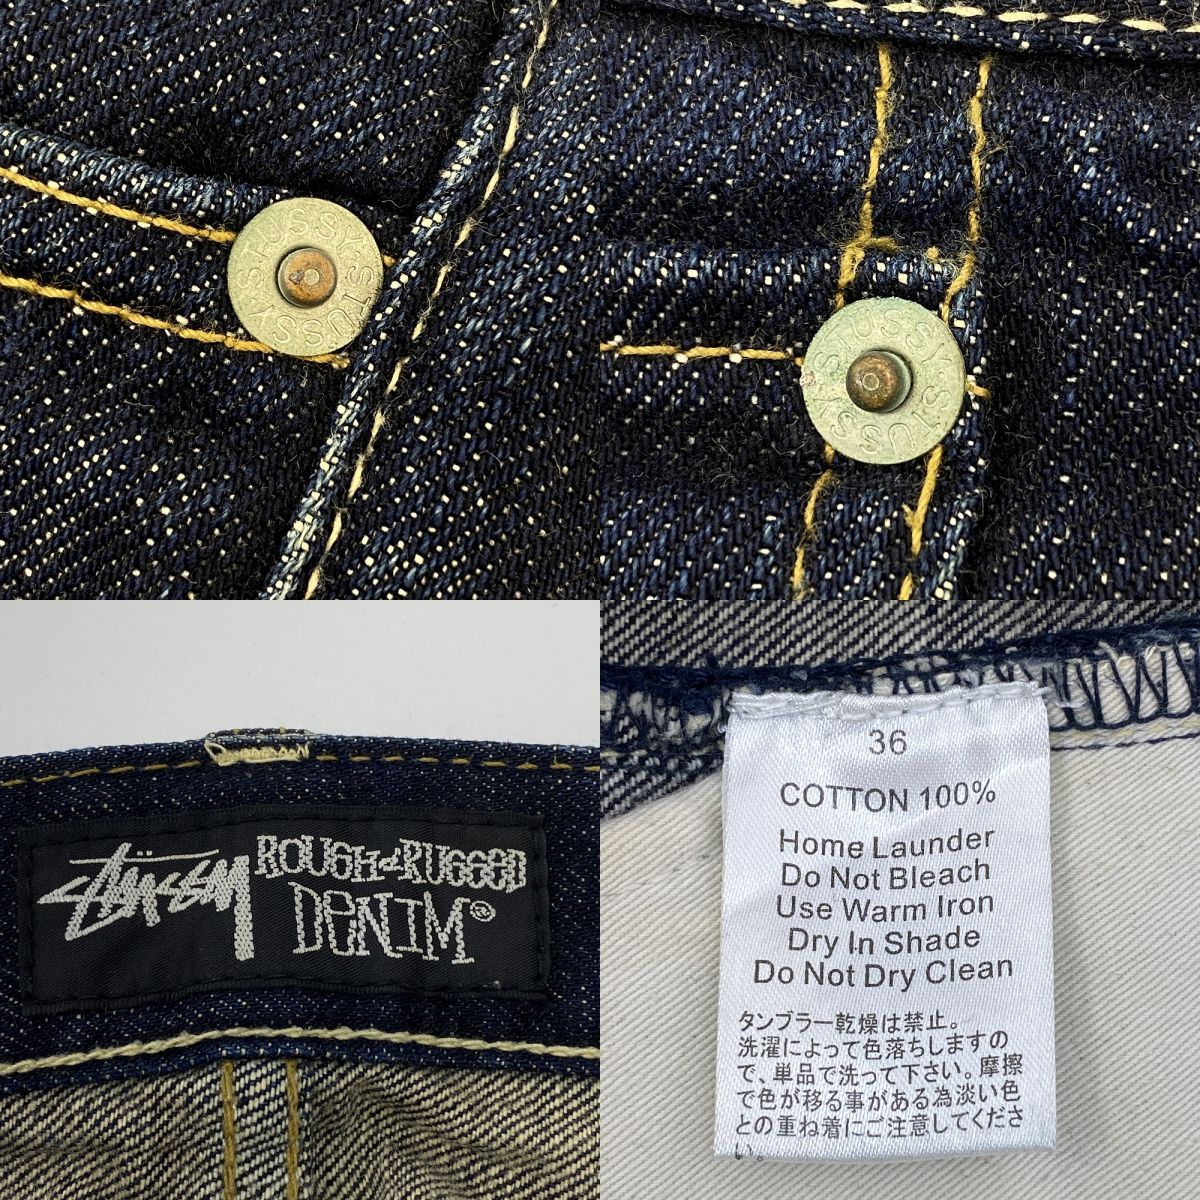 STUSSY·STUSSY·
STUSSY·STUSSY
STÜSSY ROUGH & RUGGED
DENIM®
36
COTTON 100%
Home Launder
Do Not Bleach
Use Warm Iron
Dry In Shade
Do Not Dry Clean
タンブラー乾燥は禁止。
洗濯によって色落ちしますの
で、単品で洗って下さい。摩擦
で色が移る事がある為淡い色
との重ね着にご注意してくださ
い。